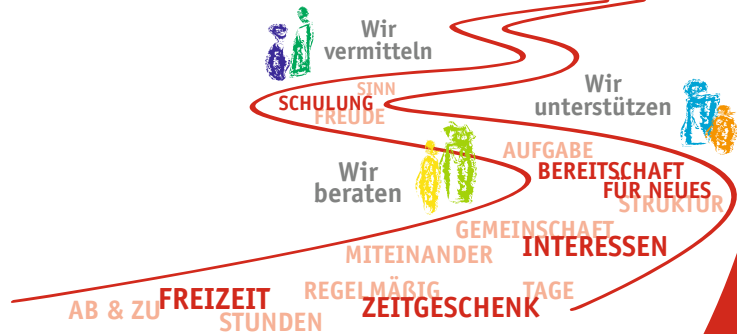 Wir
vermitteln
SINN
SCHULUNG
FREUDE
Wir
unterstützen
AUFGABE
BEREITSCHAFT
FÜR NEUES
STRUKTUR
Wir
beraten
GEMEINSCHAFT
INTERESSEN
MITEINANDER
REGELMÄßIG
TAGE
AB & ZU
FREIZEIT
ZEITGESCHENK
STUNDEN